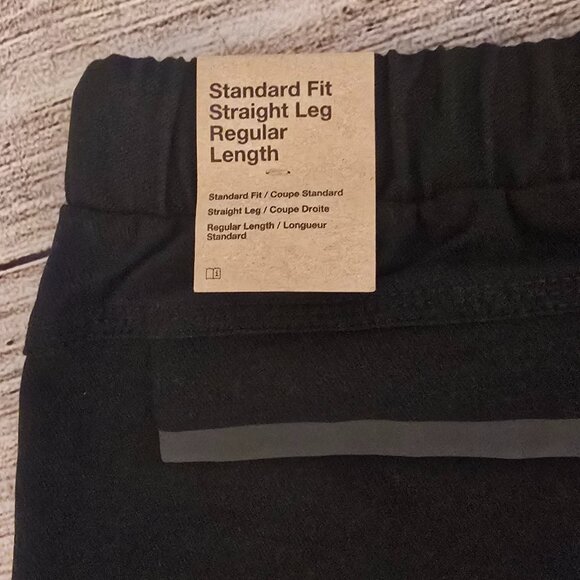 Standard Fit
Straight Leg
Regular
Length
Standard Fit / Coupe Standard
Straight Leg / Coupe Droite
Regular Length / Longueur
Standard